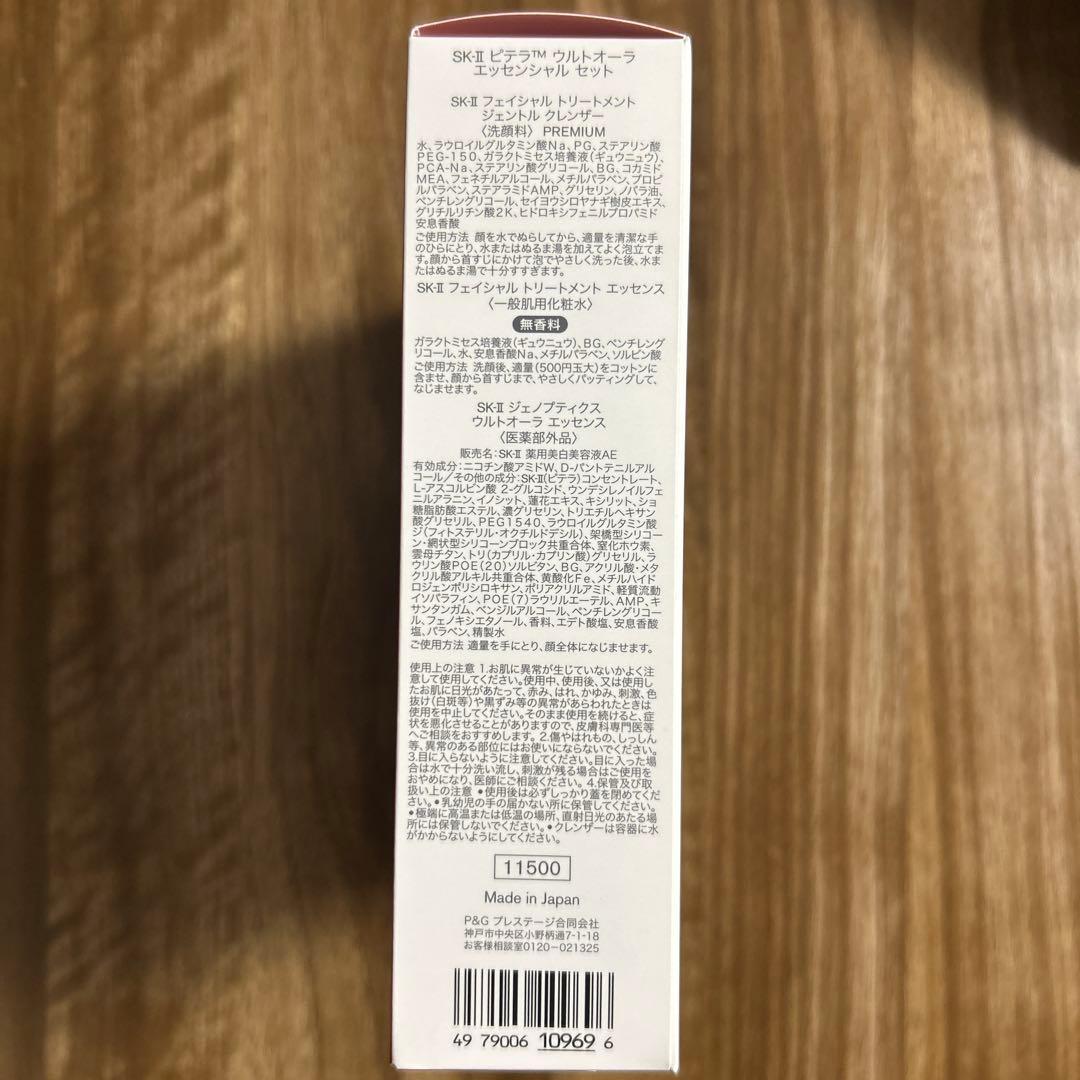 SK-II ピテラ™ ウルトオーラ
エッセンシャル セット
SK-II フェイシャル トリートメント
ジェントル クレンザー
〈洗顔料〉 PREMIUM
水、ラウロイルグルタミン酸Na、PG、ステアリン酸
PEG-150、ガラクトミセス培養液(ギュウニュウ)、
PCA-Na、ステアリン酸グリコール、BG、コカミド
MEA、フェネチルアルコール、メチルパラベン、プロピ
ルパラベン、ステアラミドAMP、グリセリン、ノバラ油、
ペンチレングリコール、セイヨウシロヤナギ樹皮エキス、
グリチルリチン酸2K、ヒドロキシフェニルプロパミド
安息香酸
ご使用方法 顔を水でぬらしてから、適量を清潔な手
のひらにとり、水またはぬるま湯を加えてよく泡立てま
す。顔から首すじにかけて泡でやさしく洗った後、水ま
たはぬるま湯で十分すすぎます。
SK-II フェイシャル トリートメント エッセンス
〈一般肌用化粧水〉
無香料
ガラクトミセス培養液(ギュウニュウ)、BG、ペンチレング
リコール、水、安息香酸Na、メチルパラベン、ソルビン酸
ご使用方法 洗顔後、適量(500円玉大)をコットンに
含ませ、顔から首すじまで、やさしくパッティングして、
なじませます。
SK-II ジェノプティクス
ウルトオーラ エッセンス
〈医薬部外品〉
販売名:SK-II 薬用美白美容液AE
有効成分:ニコチン酸アミドW、D-パントテニルアル
コール/その他の成分:SK-II(ピテラ)コンセントレート、
L-アスコルビン酸 2-グルコシド、ウンデシレノイルフェ
ニルアラニン、イノシット、蓮花エキス、キシリット、ショ
糖脂肪酸エステル、濃グリセリン、トリエチルヘキサン
酸グリセリル、PEG1540、ラウロイルグルタミン酸
ジ(フィトステリル・オクチルドデシル)、架橋型シリコー
ン・網状型シリコーンブロック共重合体、窒化ホウ素、
雲母チタン、トリ(カプリル・カプリン酸)グリセリル、ラ
ウリン酸POE(20)ソルビタン、BG、アクリル酸・メタ
クリル酸アルキル共重合体、黄酸化Fe、メチルハイド
ロジェンポリシロキサン、ポリアクリルアミド、軽質流動
イソパラフィン、POE(7)ラウリルエーテル、AMP、キ
サンタンガム、ベンジルアルコール、ペンチレングリコー
ル、フェノキシエタノール、香料、エデト酸塩、安息香酸
塩、パラベン、精製水
ご使用方法 適量を手にとり、顔全体になじませます。
使用上の注意 1.お肌に異常が生じていないかよく注
意して使用してください。使用中、使用後、又は使用し
たお肌に日光があたって、赤み、はれ、かゆみ、刺激、色
抜け(白斑等)や黒ずみ等の異常があらわれたときは
使用を中止してください。そのまま使用を続けると、症
状を悪化させることがありますので、皮膚科専門医等
へご相談をおすすめします。 2.傷やはれもの、しっしん
等、異常のある部位にはお使いにならないでください。
3.目に入らないように注意してください。目に入った場
合は水で十分洗い流し、刺激が残る場合はご使用を
おやめになり、医師にご相談ください。 4.保管及び取
扱い上の注意 ●使用後は必ずしっかり蓋を閉めてくだ
さい。●乳幼児の手の届かない所に保管してください。
●極端に高温または低温の場所、直射日光のあたる場
所には保管しないでください。●クレンザーは容器に水
がかからないようにしてください。
11500
Made in Japan
P&G プレステージ合同会社
神戸市中央区小野柄通7-1-18
お客様相談室0120-021325
49 79006 10969 6